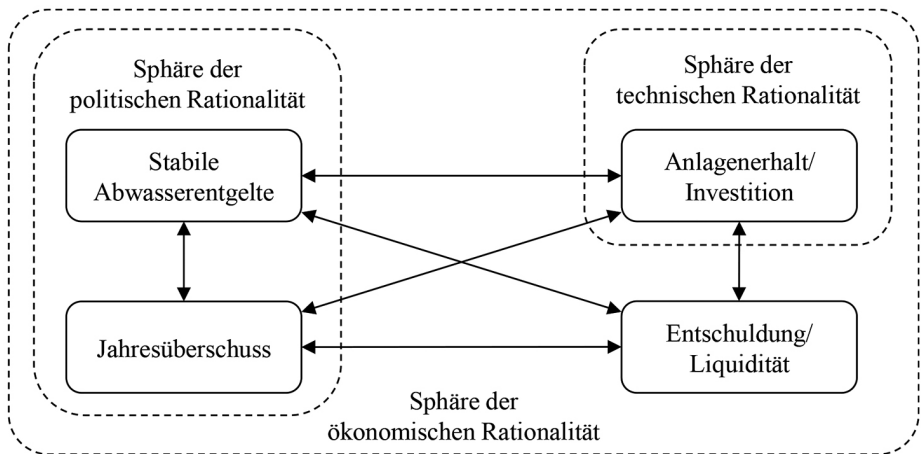 Sphäre der
politischen Rationalität
Sphäre der
technischen Rationalität
Stabile
Abwasserentgelte
Anlagenerhalt/
Investition
Jahresüberschuss
Entschuldung/
Liquidität
Sphäre der
ökonomischen Rationalität